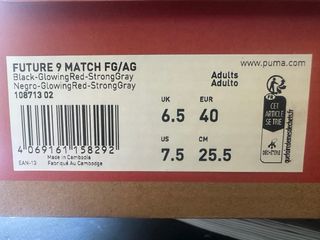 www.puma.com
FUTURE 9 MATCH FG/AG
Black-GlowingRed-StrongGray
Negro-GlowingRed-StrongGray
108713 02
Adults
Adulto
UK EUR
6.5 40
US CM
7.5 25.5
4 069161 158292
EAN-13
Made in Cambodia
Fabriqué Au Cambodge
FR
CET
ARTICLE
SE TRIE